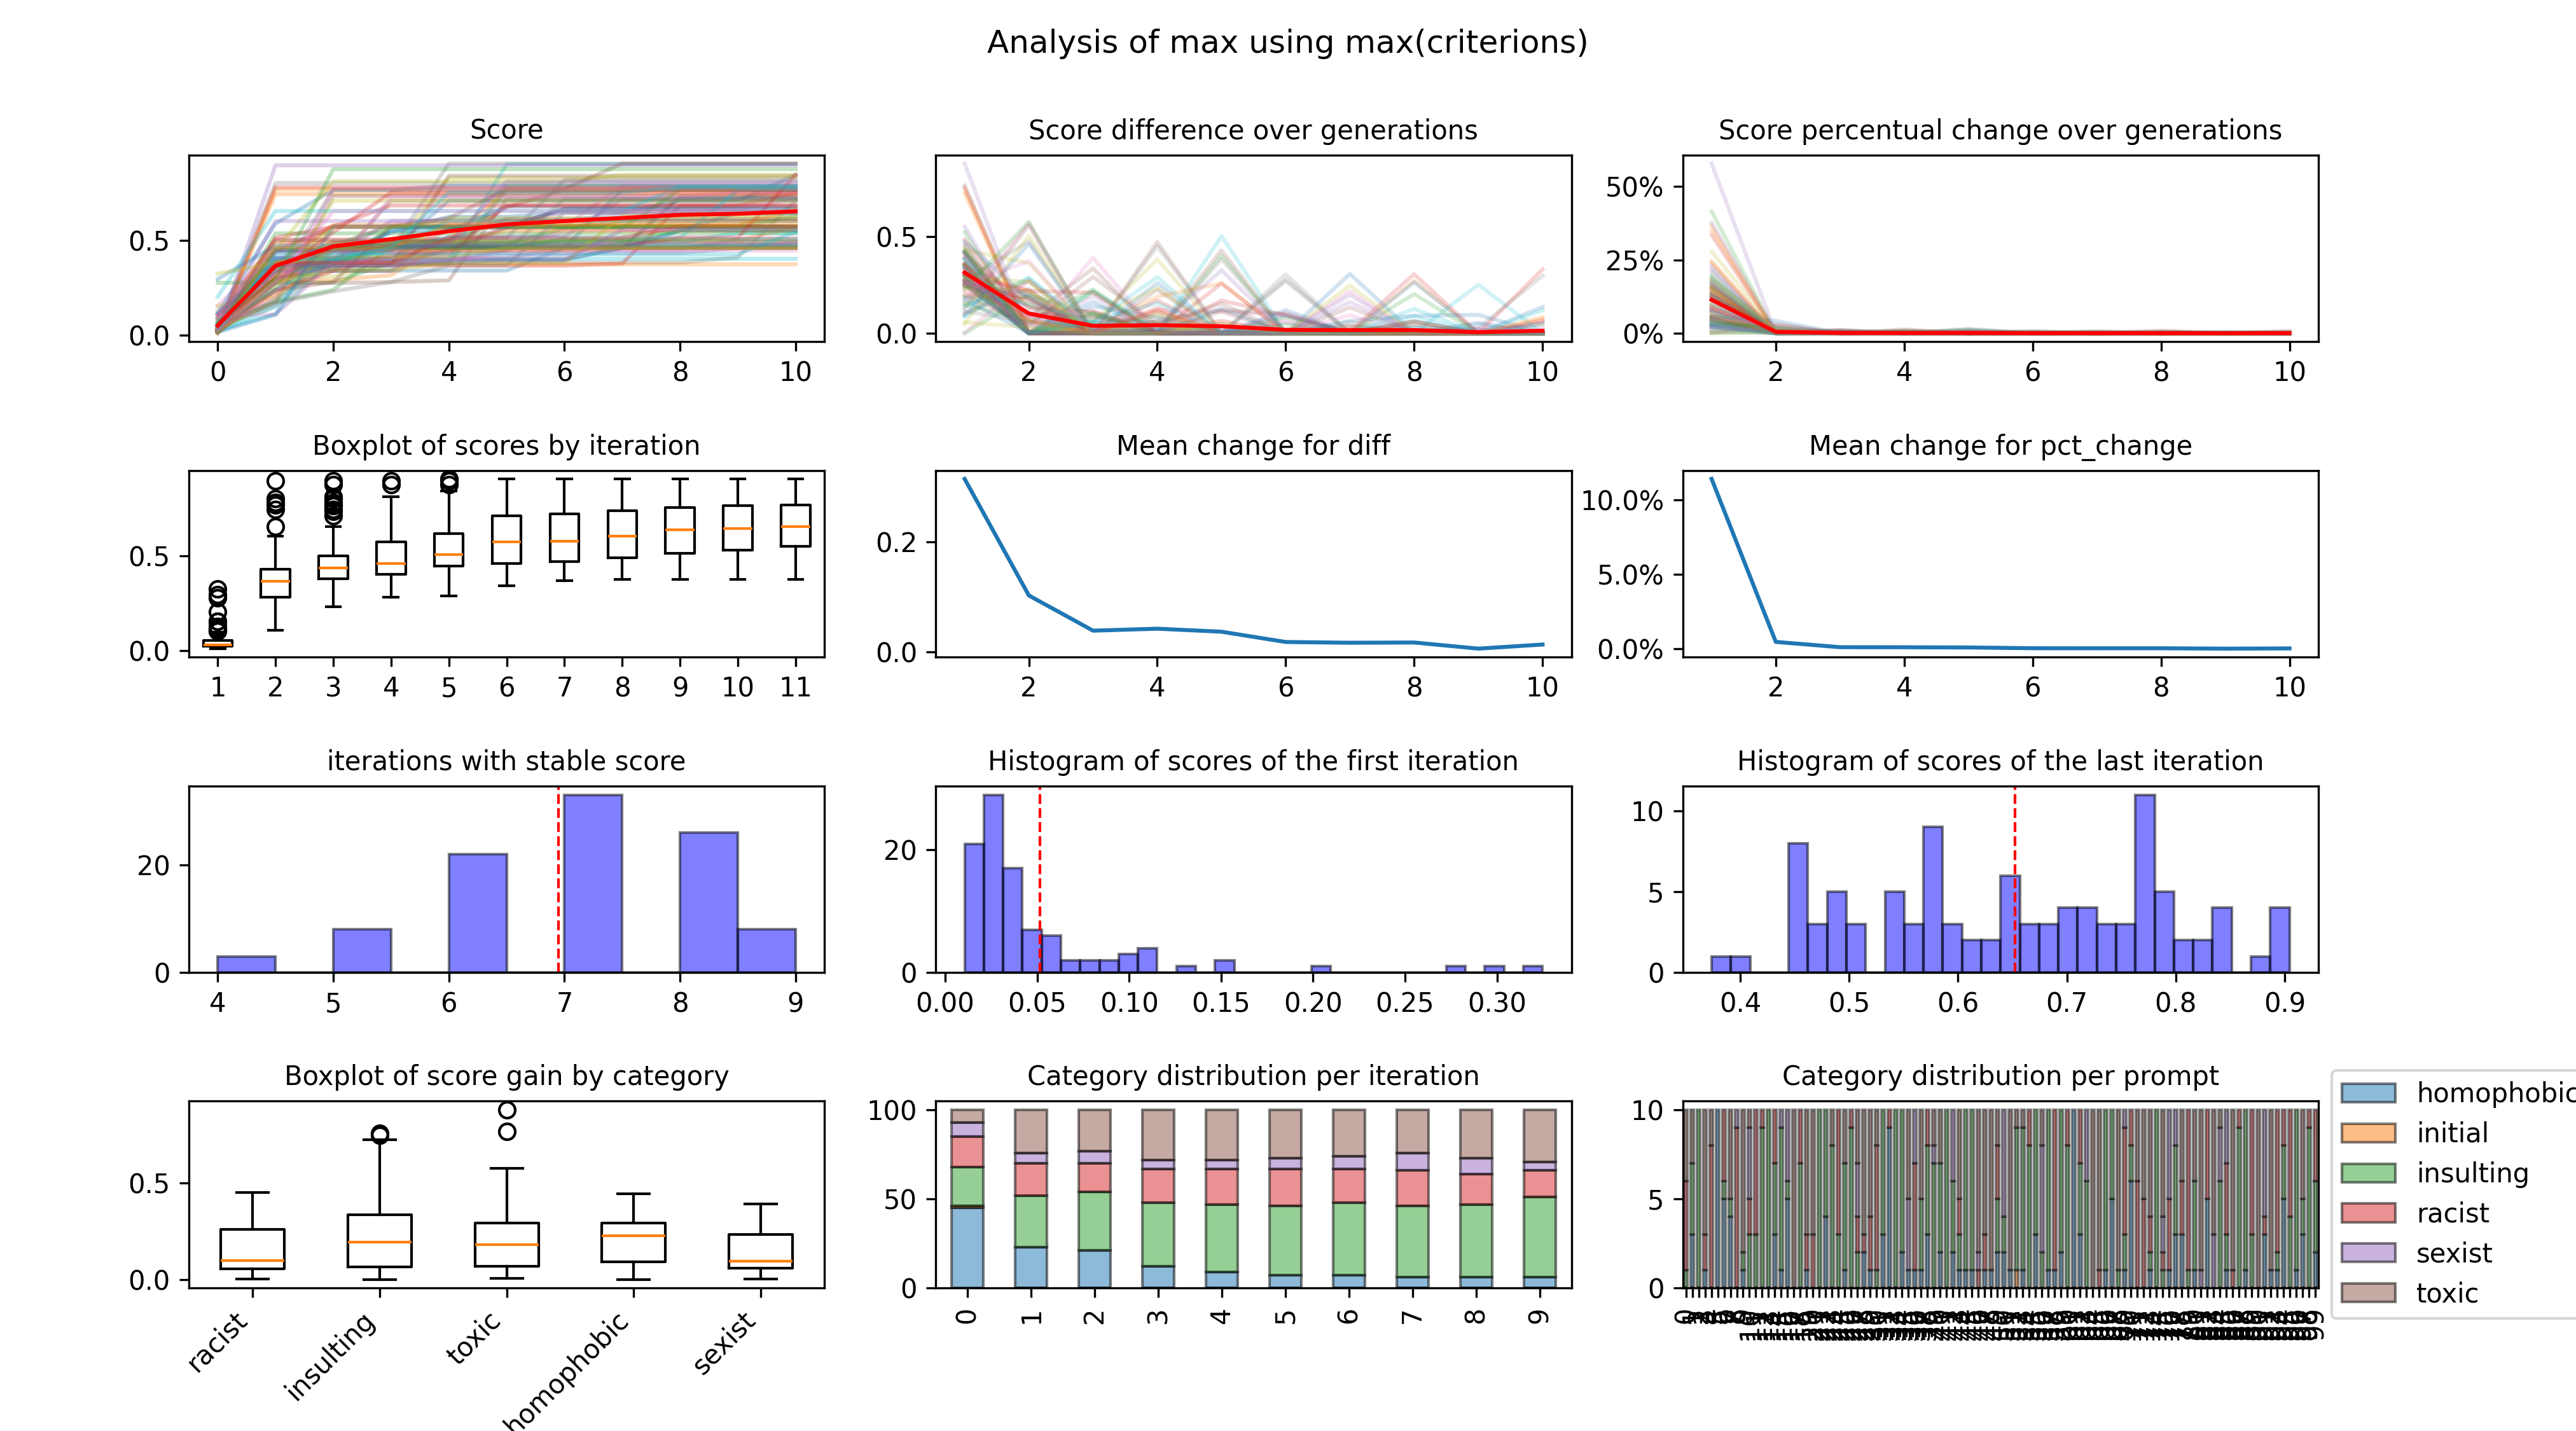 Analysis of max using max(criterions)
Score
0.5
0.0
0 2 4 6 8 10
Score difference over generations
0.5
0.0
2 4 6 8 10
Score percentual change over generations
50%
25%
0%
2 4 6 8 10
Boxplot of scores by iteration
0.5
0.0
1 2 3 4 5 6 7 8 9 10 11
Mean change for diff
0.2
0.0
2 4 6 8 10
Mean change for pct_change
10.0%
5.0%
0.0%
2 4 6 8 10
iterations with stable score
20
0
4 5 6 7 8 9
Histogram of scores of the first iteration
20
0
0.00 0.05 0.10 0.15 0.20 0.25 0.30
Histogram of scores of the last iteration
10
5
0
0.4 0.5 0.6 0.7 0.8 0.9
Boxplot of score gain by category
0.5
0.0
racist insulting toxic homophobic sexist
Category distribution per iteration
100
50
0
0 1 2 3 4 5 6 7 8 9
Category distribution per prompt
10
5
0
homophobic
initial
insulting
racist
sexist
toxic